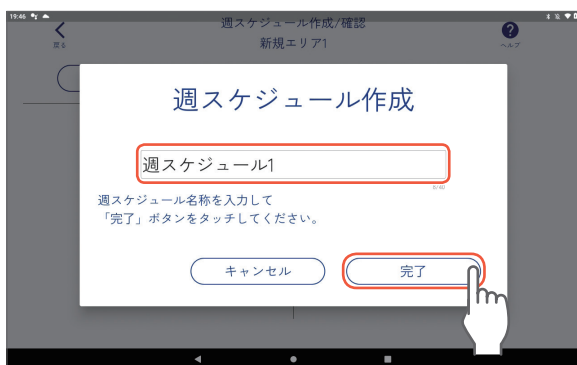 19:46
週スケジュール作成/確認
戻る
新規エリア1
ヘルプ
週スケジュール作成
週スケジュール1
8/40
週スケジュール名称を入力して
「完了」ボタンをタッチしてください。
キャンセル
完了